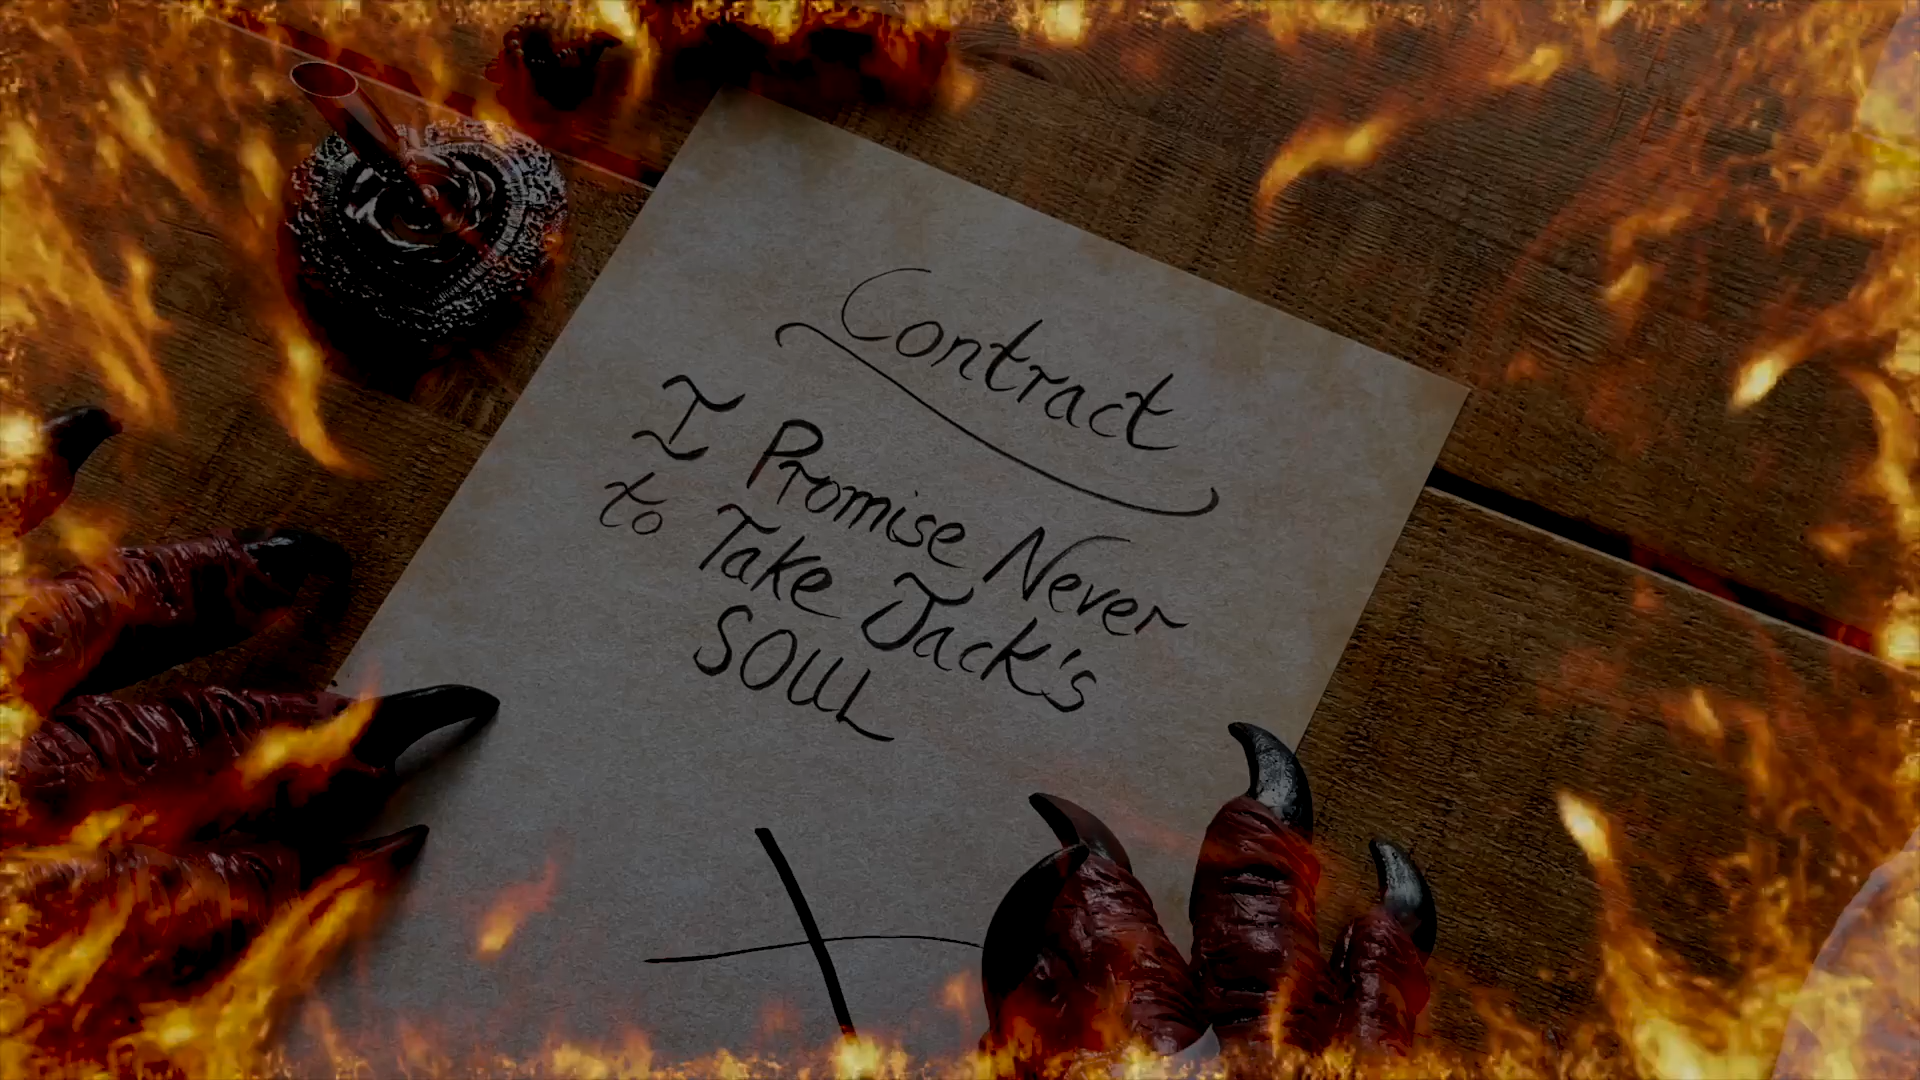 Contract
I Promise Never
to Take Jack's
SOUL
X